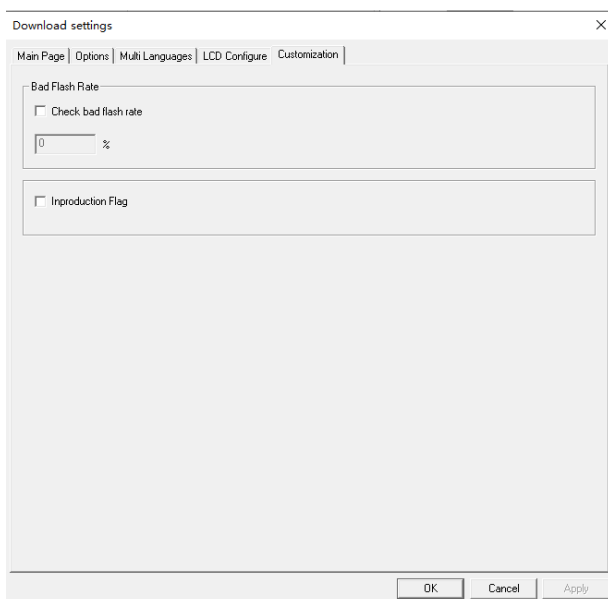 Download settings
Main Page Options Multi Languages LCD Configure Customization
Bad Flash Rate
Check bad flash rate
0 %
Inproduction Flag
OK Cancel Apply